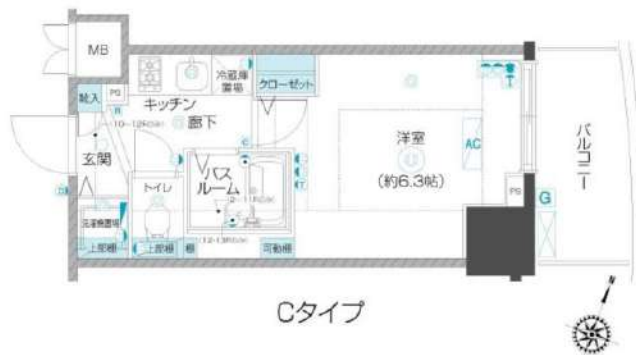 MB
冷蔵庫
置場
クローゼット
靴入
PS
キッチン
廊下
玄関
洋室
(約6.3帖)
AC
バルコニー
PS
G
トイレ
バス
ルーム
洗濯機置場
上部棚
上部棚
棚
可動棚
Cタイプ
N